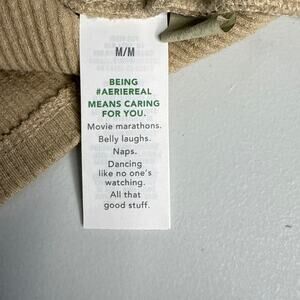 M/M
BEING
#AERIEREAL
MEANS CARING
FOR YOU.
Movie marathons.
Belly laughs.
Naps.
Dancing
like no one's
watching.
All that
good stuff.